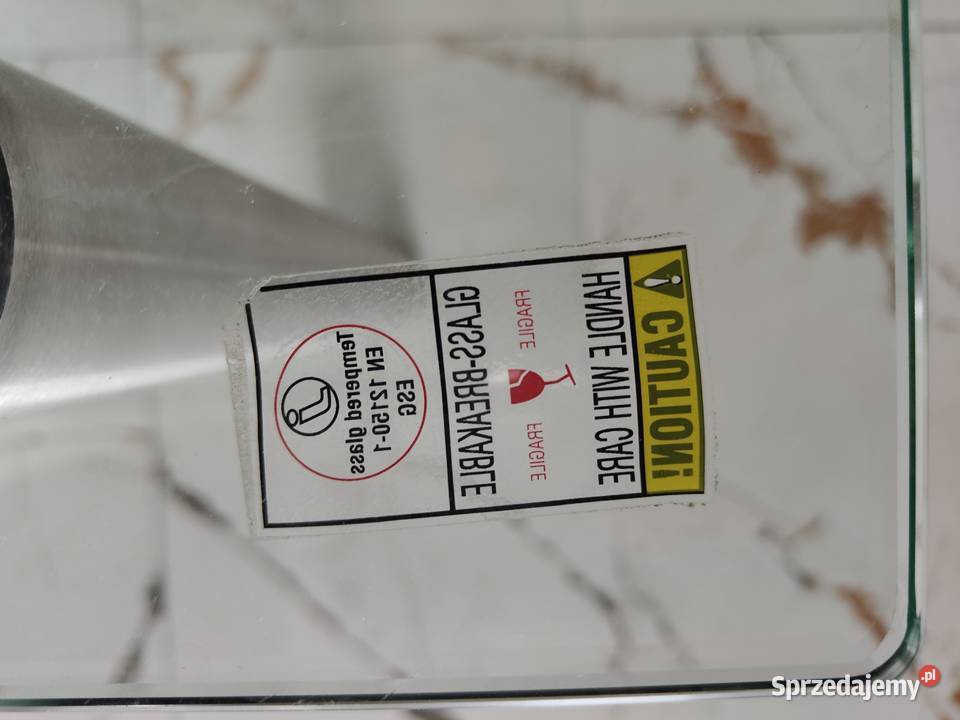 CAUTION!
HANDLE WITH CARE
FRAGILE FRAGILE
GLASS-BREAKABLE
ESG
EN 12150-1
Tempered glass
Sprzedajemy.pl